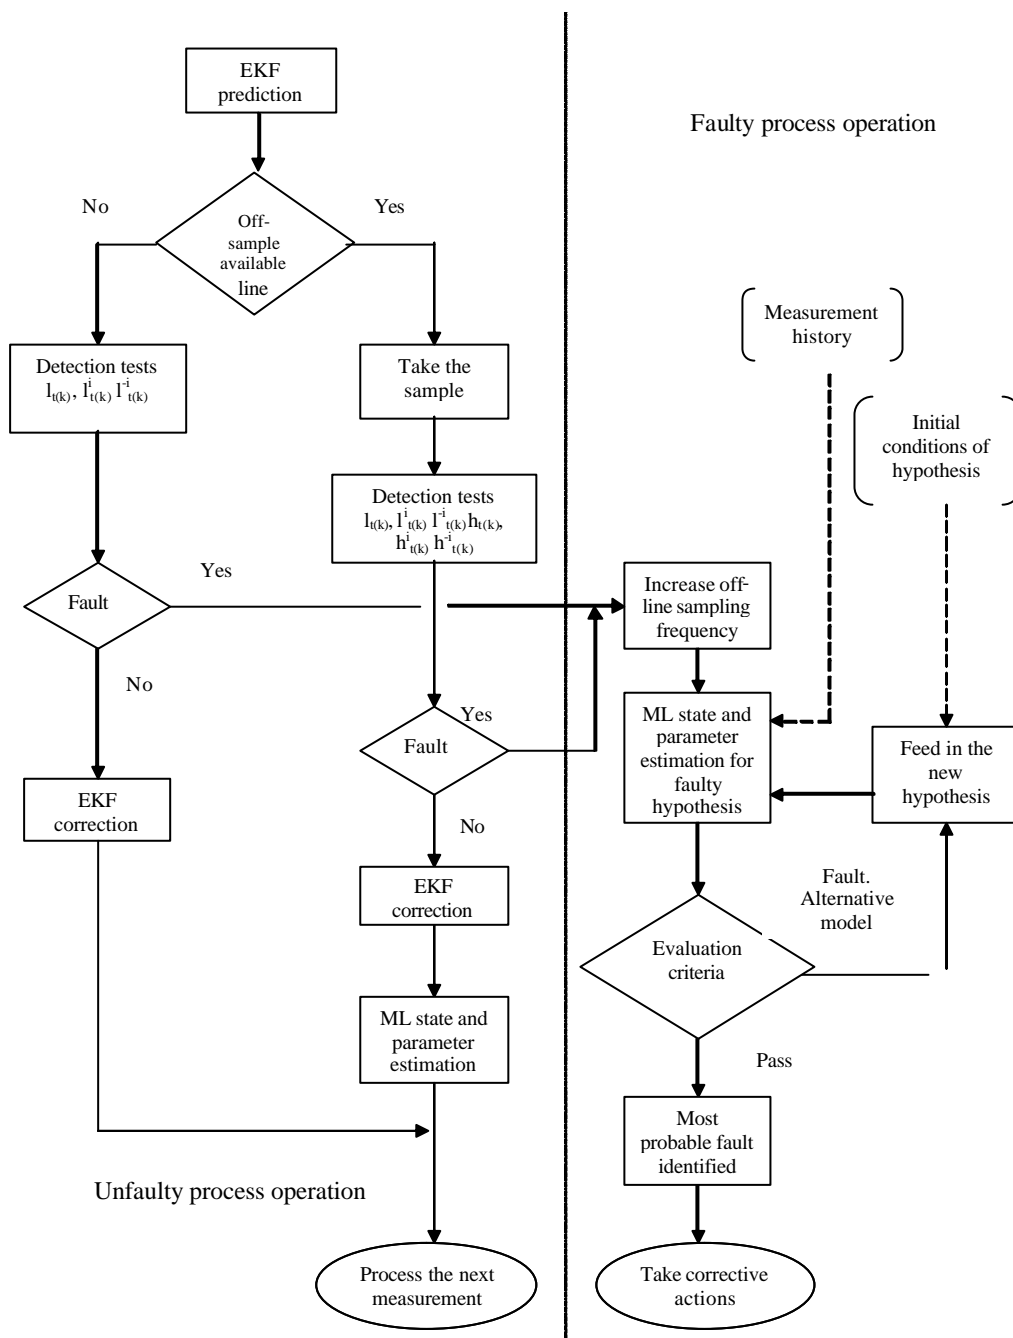 EKF
prediction
Faulty process operation
No
Yes
Off-
sample
available
line
Measurement
history
Detection tests
l_t(k), l^i_t(k) l^-i_t(k)
Take the
sample
Initial
conditions of
hypothesis
Detection tests
l_t(k), l^i_t(k) l^-i_t(k) h_t(k),
h^i_t(k) h^-i_t(k)
Yes
Fault
Increase off-
line sampling
frequency
No
Yes
Fault
ML state and
parameter
estimation for
faulty
hypothesis
Feed in the
new
hypothesis
EKF
correction
No
EKF
correction
Fault.
Alternative
model
Evaluation
criteria
ML state and
parameter
estimation
Pass
Most
probable fault
identified
Unfaulty process operation
Process the next
measurement
Take corrective
actions